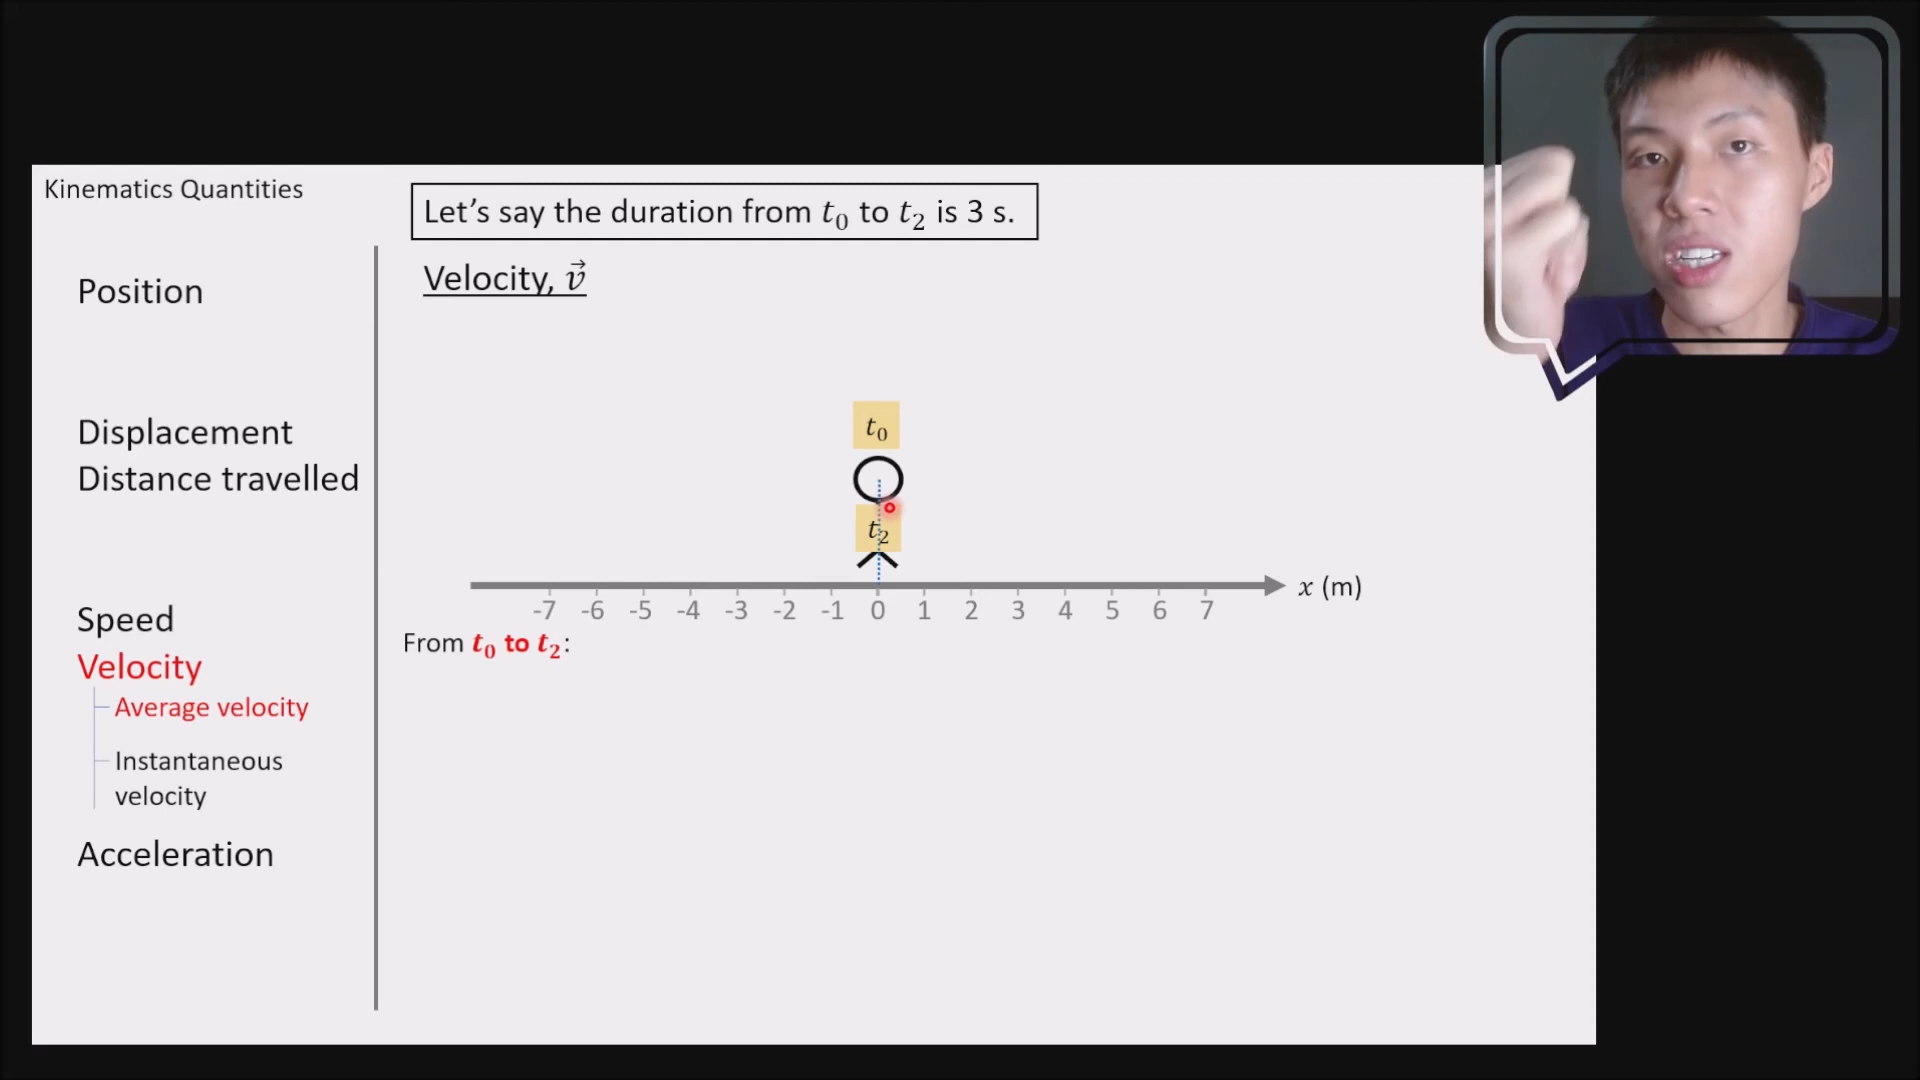 Kinematics Quantities
Let's say the duration from t₀ to t₂ is 3 s.
Position
Velocity, v⃗
t₀
Displacement
Distance travelled
t₂
x (m)
-7 -6 -5 -4 -3 -2 -1 0 1 2 3 4 5 6 7
Speed
From t₀ to t₂:
Velocity
Average velocity
Instantaneous
velocity
Acceleration